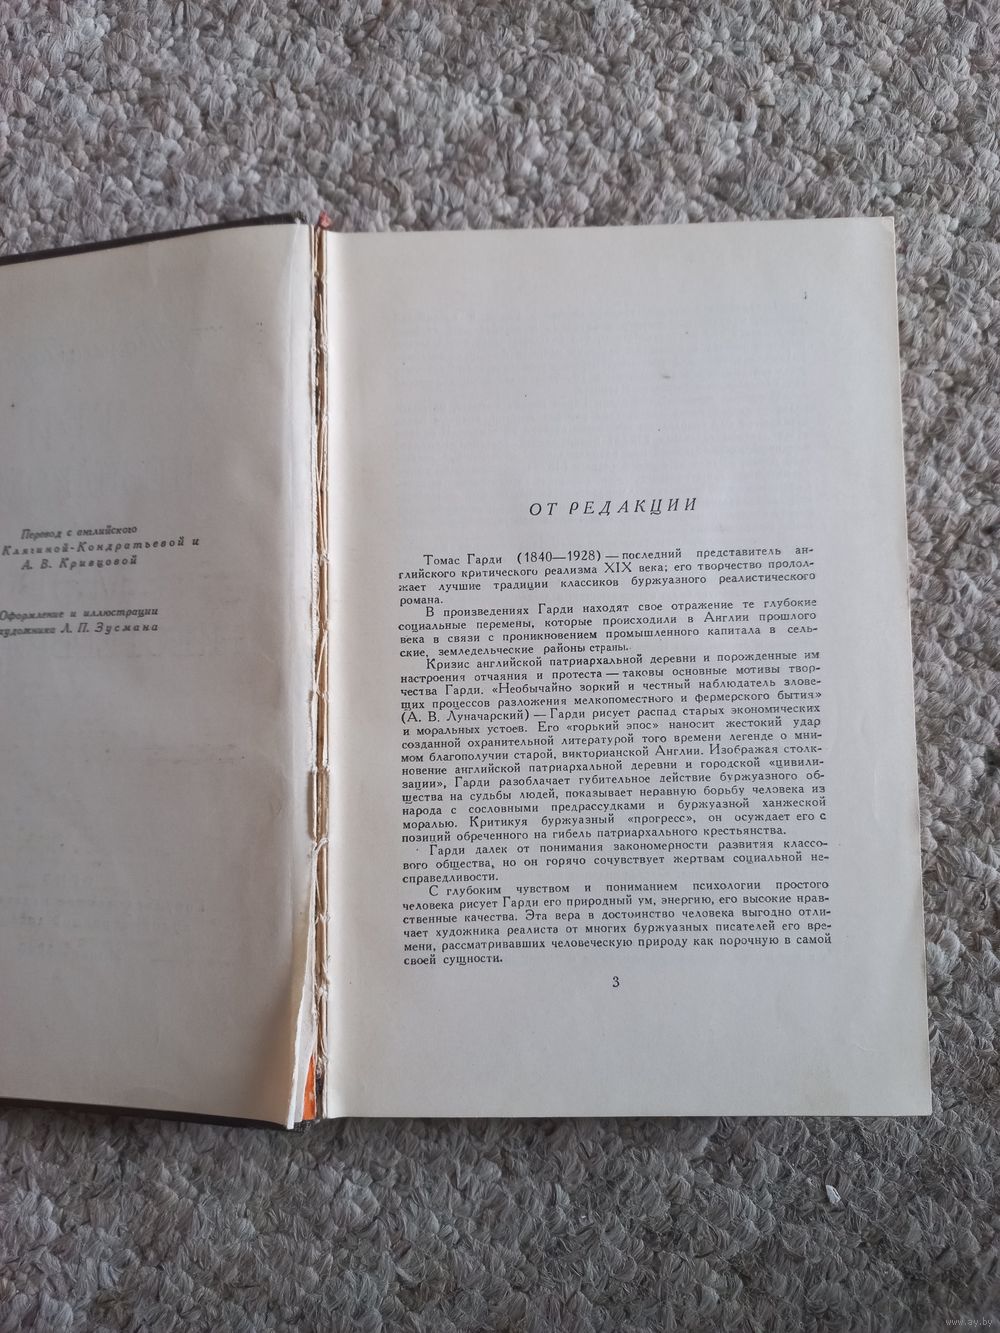 Перевод с английского
Клягиной-Кондратьевой и
А. В. Кривцовой
Оформление и иллюстрации
художника Л. П. Зусмана
ОТ РЕДАКЦИИ
Томас Гарди (1840—1928) — последний представитель ан-
глийского критического реализма XIX века; его творчество продол-
жает лучшие традиции классиков буржуазного реалистического
романа.
В произведениях Гарди находят свое отражение те глубокие
социальные перемены, которые происходили в Англии прошлого
века в связи с проникновением промышленного капитала в сель-
ские, земледельческие районы страны.
Кризис английской патриархальной деревни и порожденные им
настроения отчаяния и протеста — таковы основные мотивы твор-
чества Гарди. «Необычайно зоркий и честный наблюдатель злове-
щих процессов разложения мелкопоместного и фермерского бытия»
(А. В. Луначарский) — Гарди рисует распад старых экономических
и моральных устоев. Его «горький эпос» наносит жестокий удар
созданной охранительной литературой того времени легенде о мни-
мом благополучии старой, викторианской Англии. Изображая столк-
новение английской патриархальной деревни и городской «цивили-
зации», Гарди разоблачает губительное действие буржуазного об-
щества на судьбы людей, показывает неравную борьбу человека из
народа с сословными предрассудками и буржуазной ханжеской
моралью. Критикуя буржуазный «прогресс», он осуждает его с
позиций обреченного на гибель патриархального крестьянства.
Гарди далек от понимания закономерности развития классо-
вого общества, но он горячо сочувствует жертвам социальной не-
справедливости.
С глубоким чувством и пониманием психологии простого
человека рисует Гарди его природный ум, энергию, его высокие нрав-
ственные качества. Эта вера в достоинство человека выгодно отли-
чает художника реалиста от многих буржуазных писателей его вре-
мени, рассматривавших человеческую природу как порочную в самой
своей сущности.
3
www.ay.by